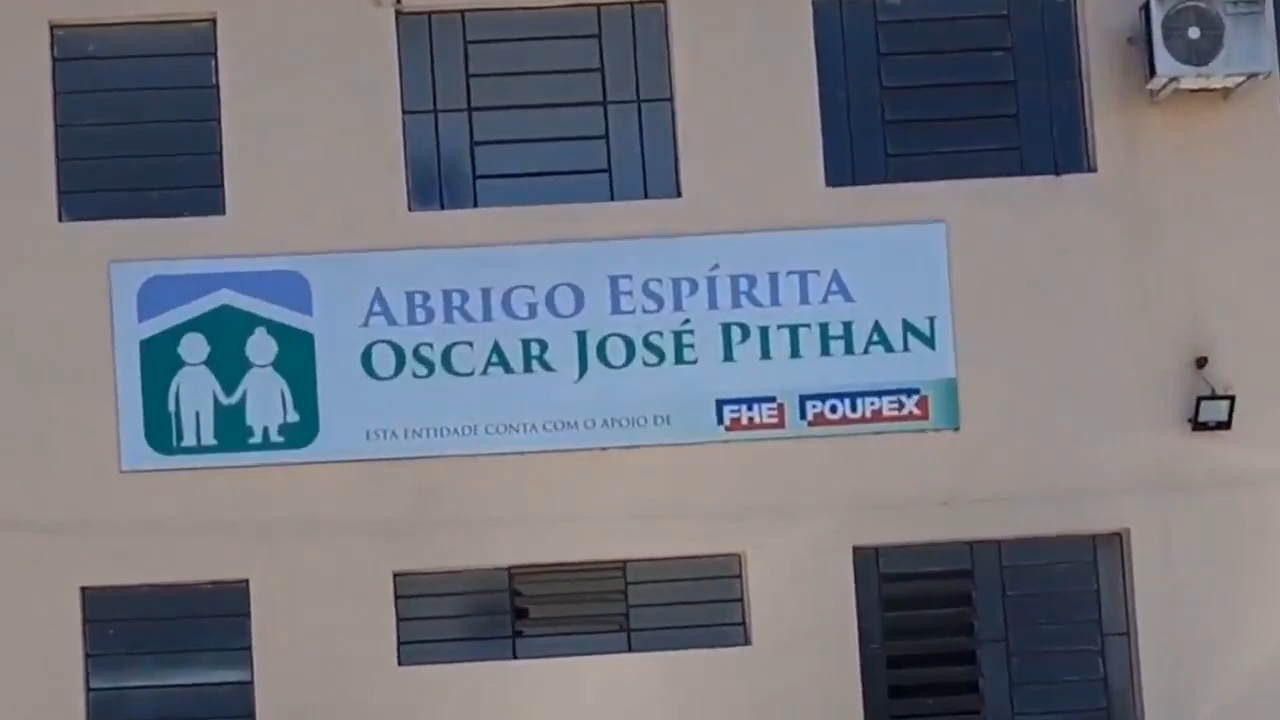 ABRIGO ESPÍRITA
OSCAR JOSÉ PITHAN
ESTA ENTIDADE CONTA COM O APOIO DE FHE POUPEX